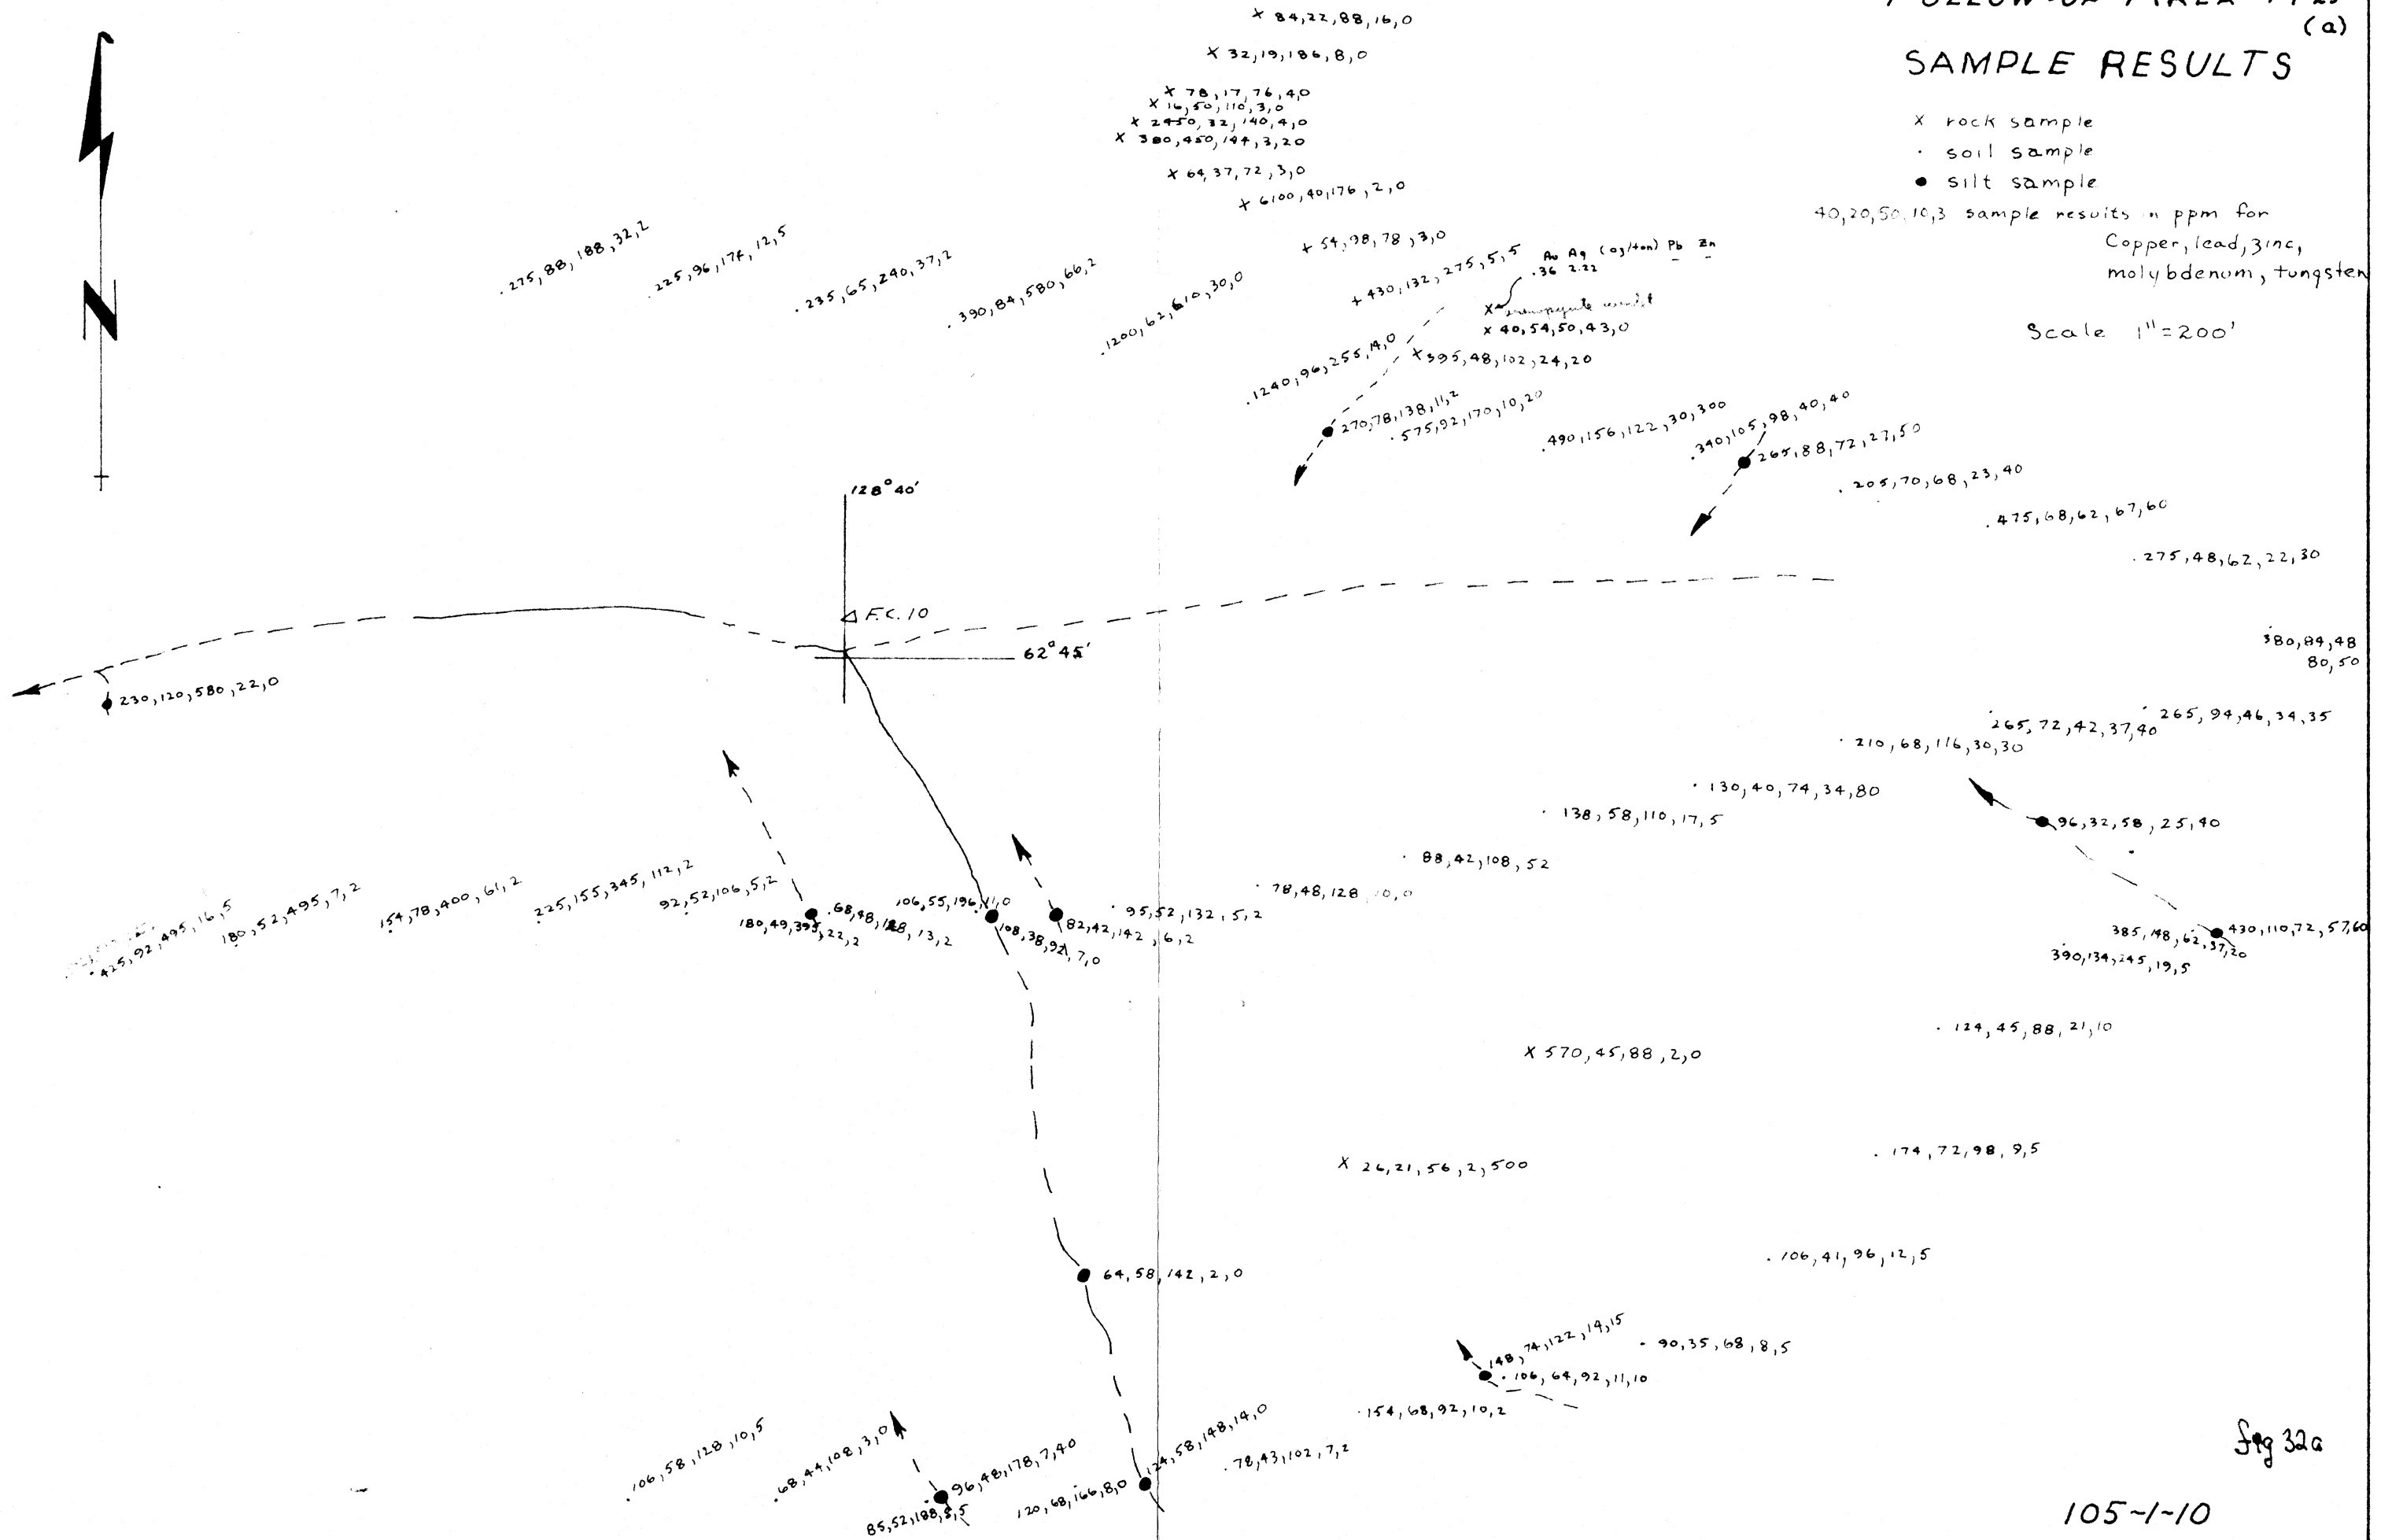 (a)
SAMPLE RESULTS
x rock sample
· soil sample
● silt sample
40,20,50,10,3 sample results in ppm for
Copper, lead, zinc,
molybdenum, tungsten
Scale 1"=200'
N
x 84,22,88,16,0
x 32,19,186,8,0
x 78,17,76,4,0
x 16,50,110,3,0
x 2450,32,140,4,0
x 380,450,144,3,20
x 64,37,72,3,0
x 6100,40,176,2,0
x 54,98,78,3,0
x 430,132,275,5,5
Au Ag (oz/ton) Pb Zn
.36 2.22 - -
x 40,54,50,43,0
x 395,48,102,24,20
.275,88,188,32,2
.225,96,174,12,5
.235,65,240,37,2
.390,84,580,66,2
.1200,62,610,30,0
.1240,96,255,14,0
270,78,138,11,2
.575,92,170,10,20
.490,156,122,30,300
.340,105,98,40,40
265,88,72,27,50
.205,70,68,23,40
.475,68,62,67,60
.275,48,62,22,30
128°40'
F.C. 10
62°45'
230,120,580,22,0
380,84,48
80,50
265,72,42,37,40
265,94,46,34,35
210,68,116,30,30
130,40,74,34,80
138,58,110,17,5
96,32,58,25,40
88,42,108,52
78,48,128,10,0
.425,92,495,16,5
180,52,495,7,2
154,78,400,61,2
.225,155,345,112,2
92,52,106,5,2
180,49,395,22,2
.68,48,128,13,2
106,55,196,11,0
108,38,92,7,0
82,42,142,6,2
95,52,132,5,2
430,110,72,57,60
385,148,62,37,20
390,134,245,19,5
. 124,45,88,21,10
X 570,45,88,2,0
. 174,72,98,9,5
X 26,21,56,2,500
64,58,142,2,0
.106,41,96,12,5
148,74,122,14,15
. 90,35,68,8,5
. 106,64,92,11,10
.154,68,92,10,2
.78,43,102,7,2
124,58,148,14,0
120,68,166,8,0
.106,58,128,10,5
.68,44,108,3,0
96,48,178,7,40
85,52,188,5,5
fig 32a
105-1-10